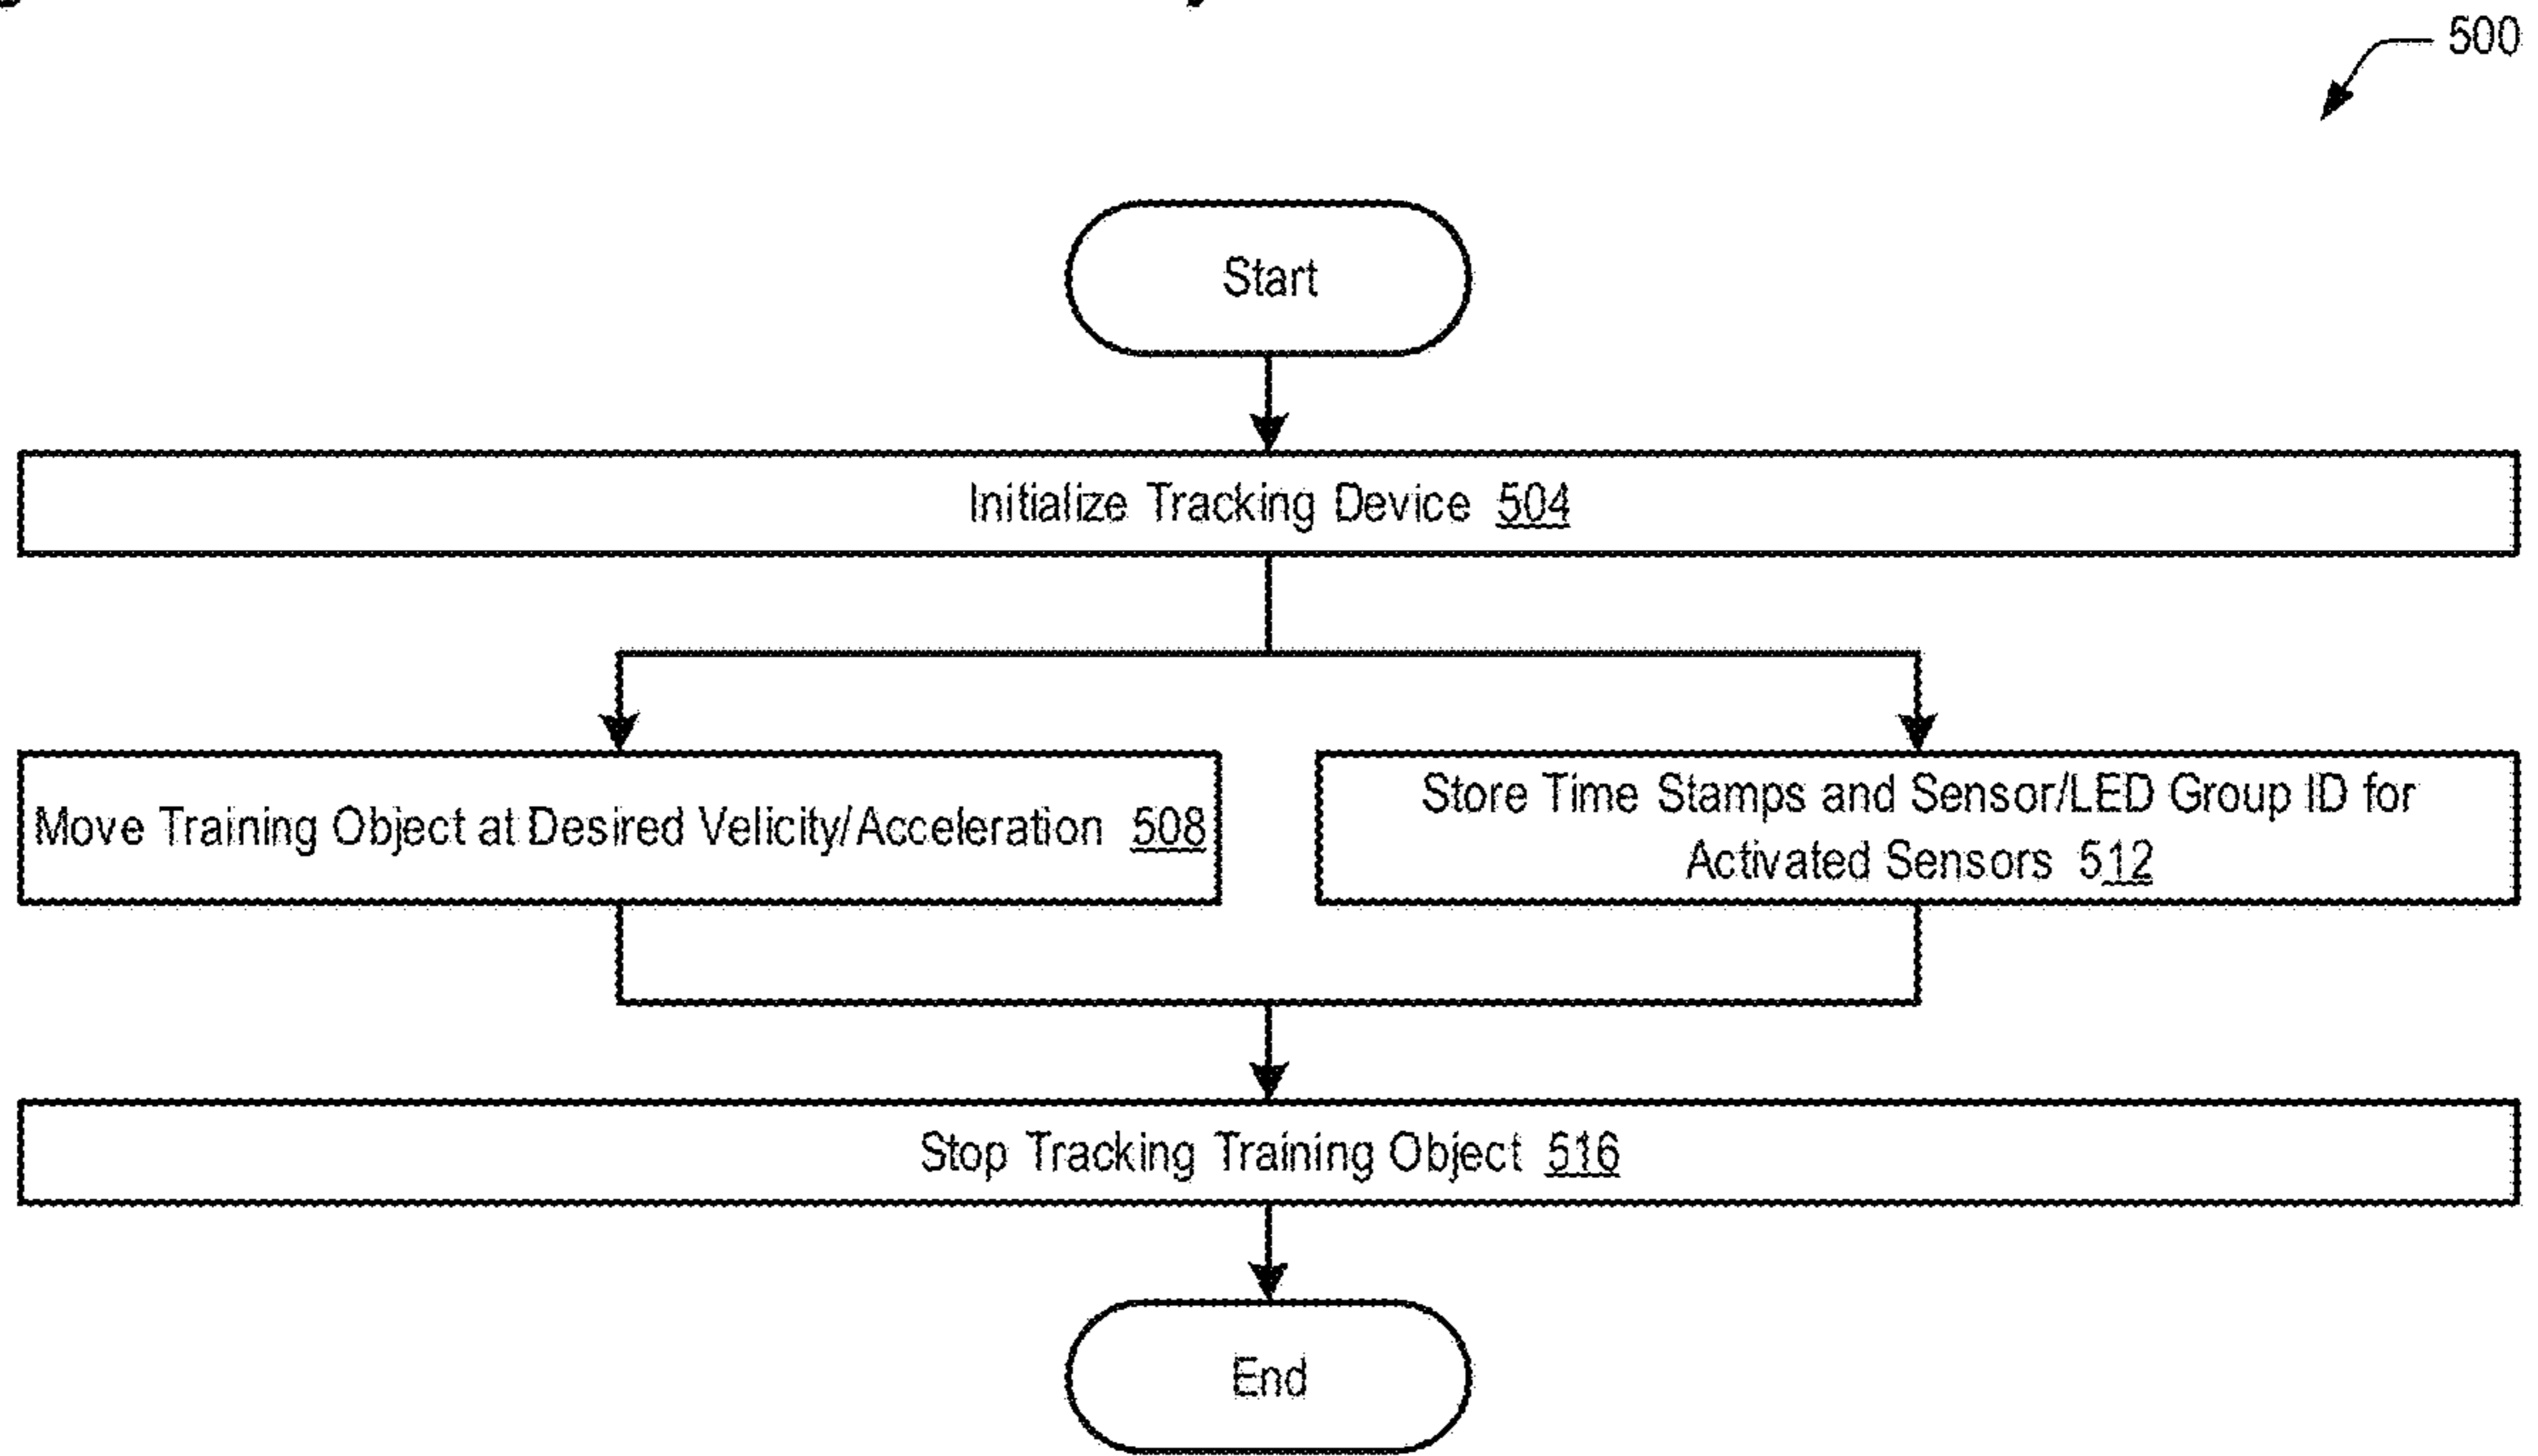 500
Start
Initialize Tracking Device 504
Move Training Object at Desired Velicity/Acceleration 508
Store Time Stamps and Sensor/LED Group ID for
Activated Sensors 512
Stop Tracking Training Object 516
End